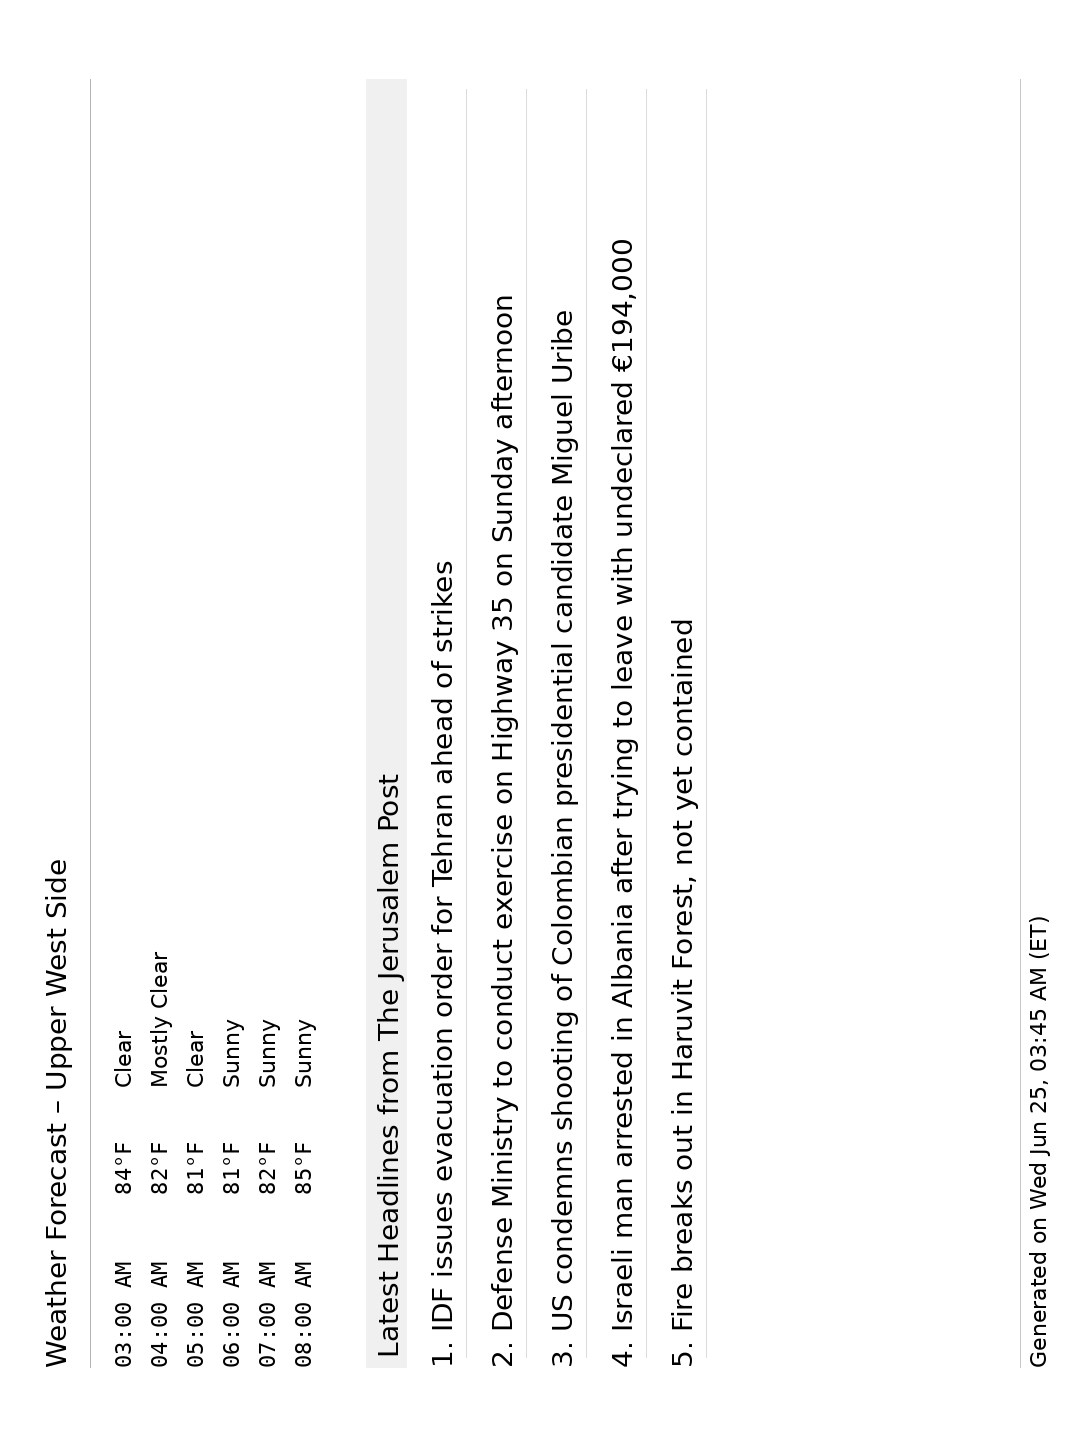 Weather Forecast – Upper West Side
03:00 AM 84°F Clear
04:00 AM 82°F Mostly Clear
05:00 AM 81°F Clear
06:00 AM 81°F Sunny
07:00 AM 82°F Sunny
08:00 AM 85°F Sunny
Latest Headlines from The Jerusalem Post
1. IDF issues evacuation order for Tehran ahead of strikes
2. Defense Ministry to conduct exercise on Highway 35 on Sunday afternoon
3. US condemns shooting of Colombian presidential candidate Miguel Uribe
4. Israeli man arrested in Albania after trying to leave with undeclared €194,000
5. Fire breaks out in Haruvit Forest, not yet contained
Generated on Wed Jun 25, 03:45 AM (ET)